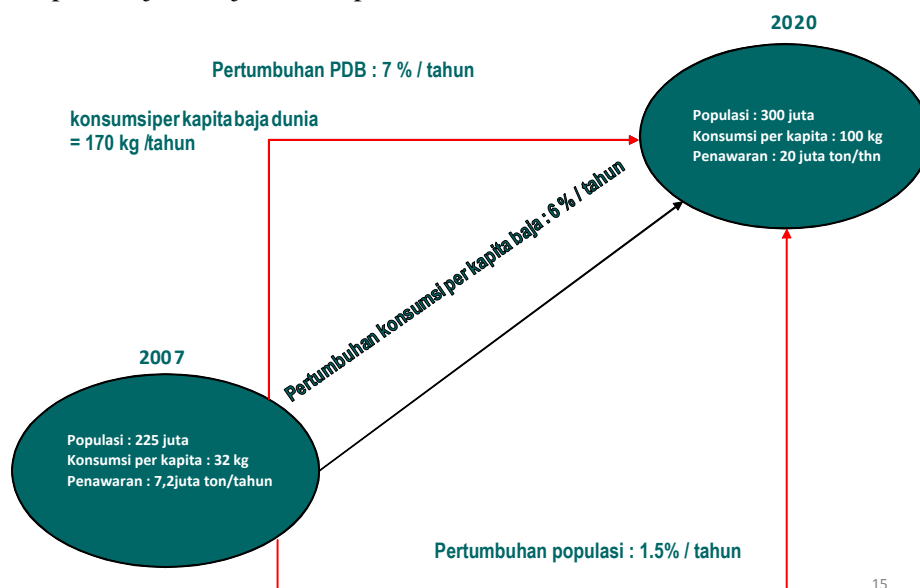 2020
Pertumbuhan PDB : 7 % / tahun
konsumsi per kapita baja dunia
= 170 kg /tahun
Populasi : 300 juta
Konsumsi per kapita : 100 kg
Penawaran : 20 juta ton/thn
Pertumbuhan konsumsi per kapita baja : 6 % / tahun
2007
Populasi : 225 juta
Konsumsi per kapita : 32 kg
Penawaran : 7,2juta ton/tahun
Pertumbuhan populasi : 1.5% / tahun
15